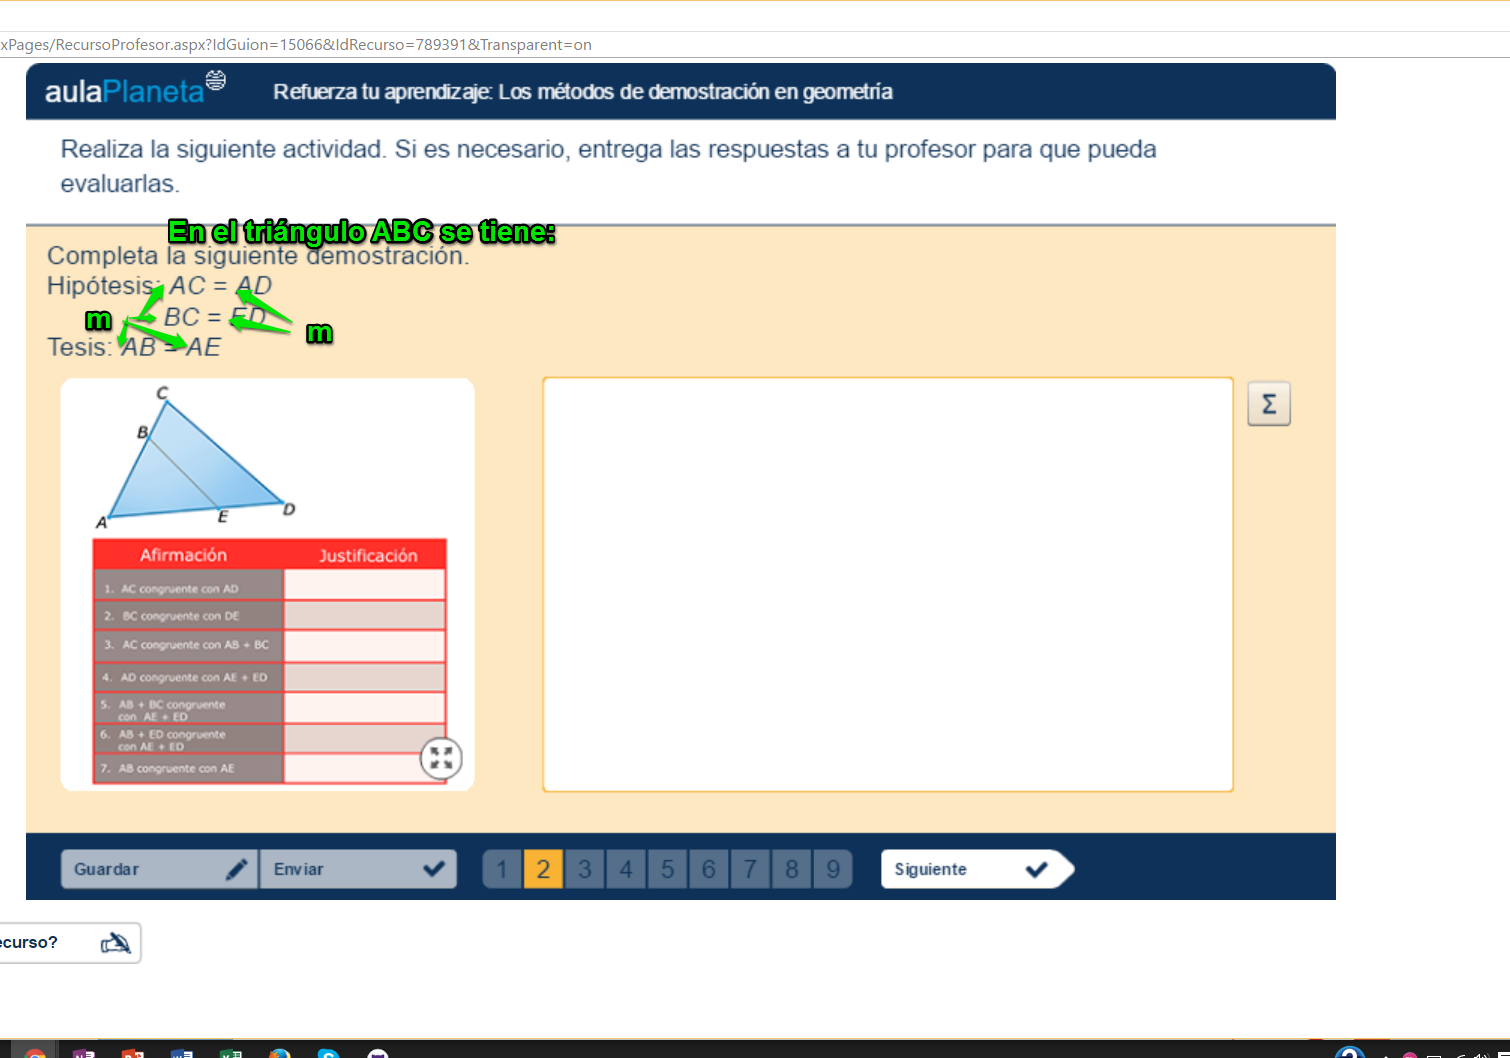 xPages/RecursoProfesor.aspx?IdGuion=15066&IdRecurso=789391&Transparent=on
aulaPlaneta
Refuerza tu aprendizaje: Los métodos de demostración en geometría
Realiza la siguiente actividad. Si es necesario, entrega las respuestas a tu profesor para que pueda
evaluarlas.
En el triángulo ABC se tiene:
Completa la siguiente demostración.
Hipótesis: AC = AD
m BC = ED m
Tesis: AB = AE
C
B
A E D
Σ
Afirmación Justificación
1. AC congruente con AD
2. BC congruente con DE
3. AC congruente con AB + BC
4. AD congruente con AE + ED
5. AB + BC congruente
con AE + ED
6. AB + ED congruente
con AE + ED
7. AB congruente con AE
Guardar Enviar 1 2 3 4 5 6 7 8 9 Siguiente
ecurso?